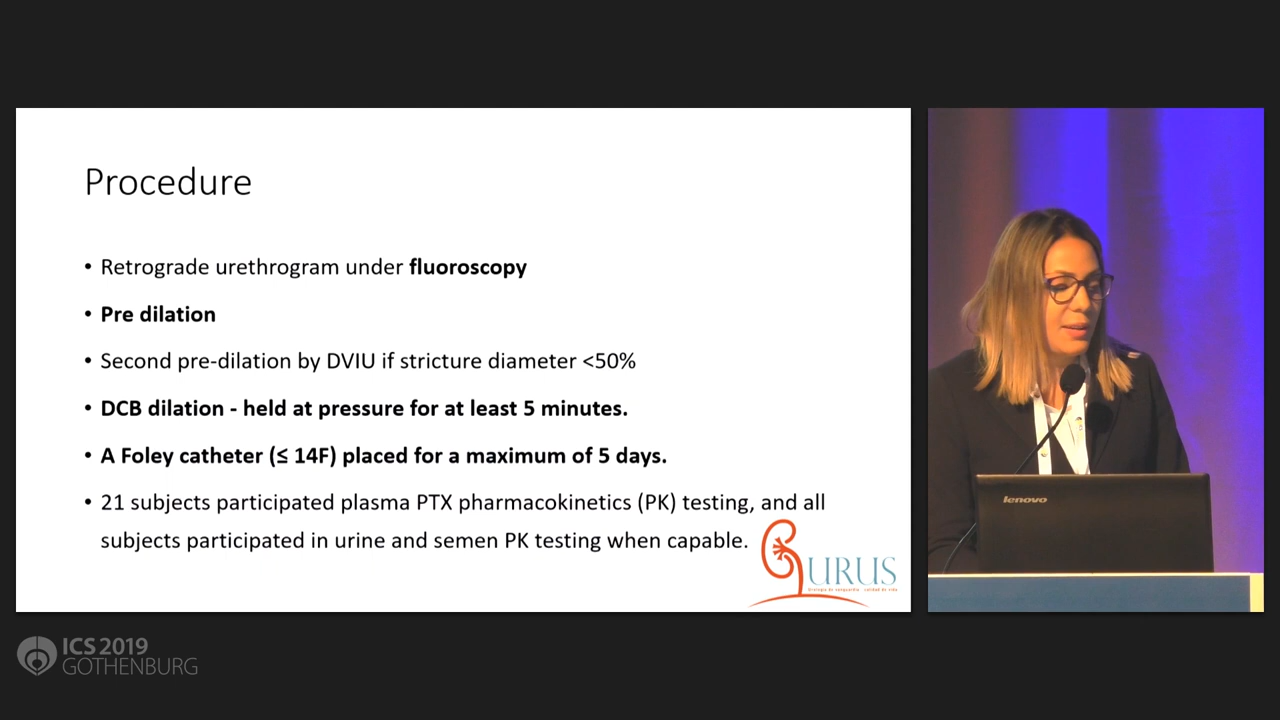 Procedure
• Retrograde urethrogram under fluoroscopy
• Pre dilation
• Second pre-dilation by DVIU if stricture diameter <50%
• DCB dilation - held at pressure for at least 5 minutes.
• A Foley catheter (≤ 14F) placed for a maximum of 5 days.
• 21 subjects participated plasma PTX pharmacokinetics (PK) testing, and all
subjects participated in urine and semen PK testing when capable.
URUS
lenovo
ICS 2019
GOTHENBURG